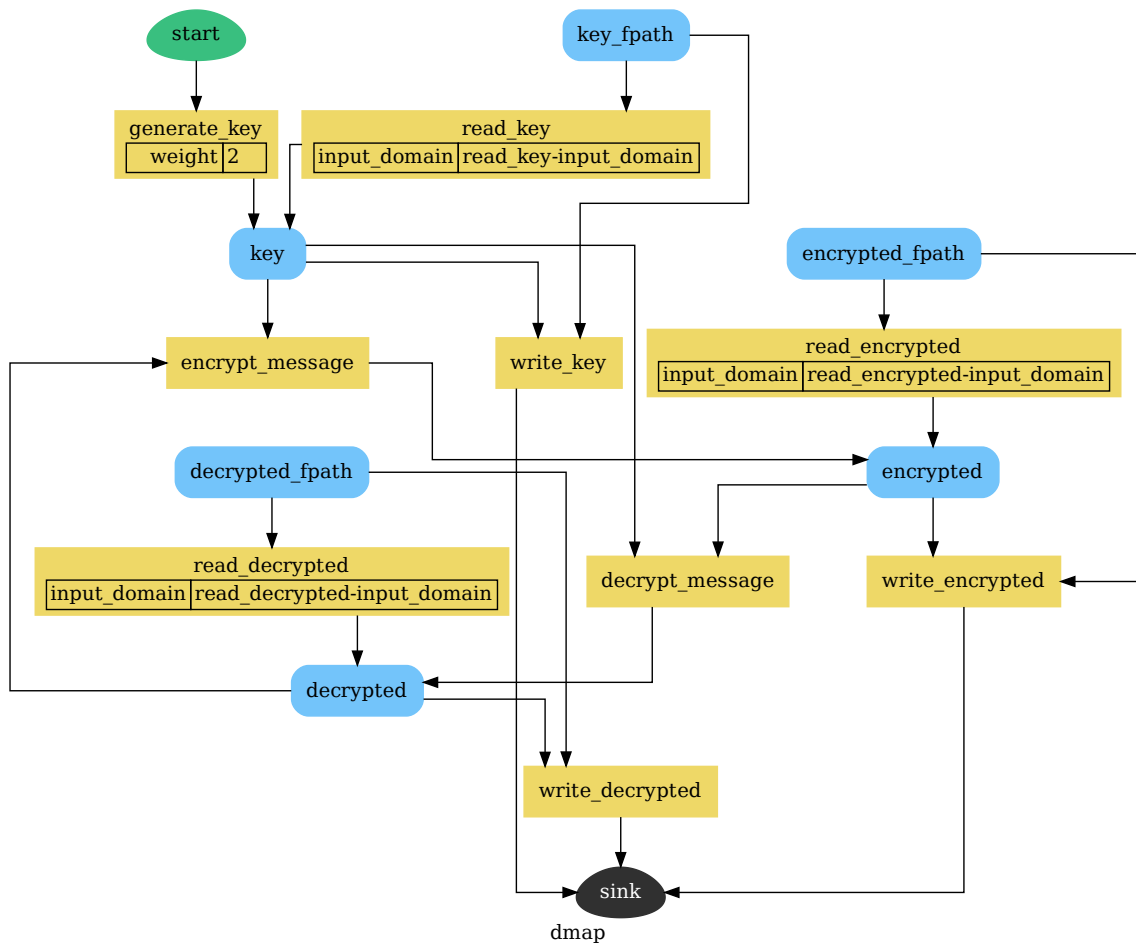 start
key_fpath
generate_key
weight 2
read_key
input_domain read_key-input_domain
key
encrypted_fpath
encrypt_message
write_key
read_encrypted
input_domain read_encrypted-input_domain
decrypted_fpath
encrypted
read_decrypted
input_domain read_decrypted-input_domain
decrypt_message
write_encrypted
decrypted
write_decrypted
sink
dmap